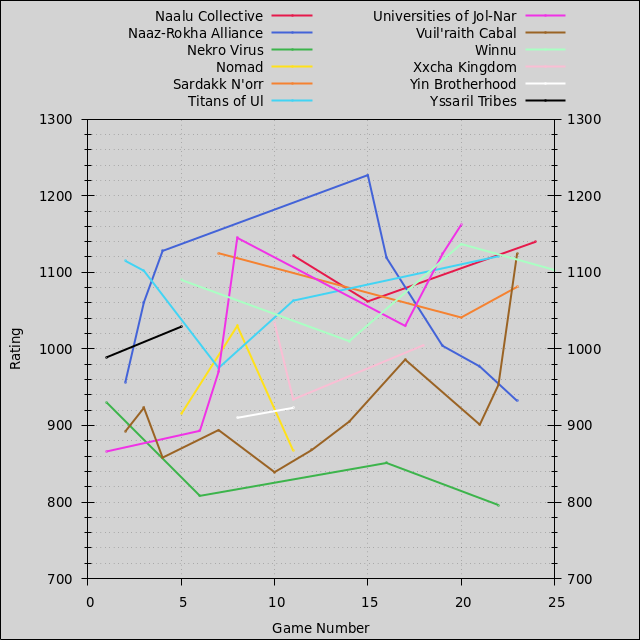 Naalu Collective
Naaz-Rokha Alliance
Nekro Virus
Nomad
Sardakk N'orr
Titans of Ul
Universities of Jol-Nar
Vuil'raith Cabal
Winnu
Xxcha Kingdom
Yin Brotherhood
Yssaril Tribes
1300 1300
1200 1200
1100 1100
1000 1000
900 900
800 800
700 700
Rating
0 5 10 15 20 25
Game Number